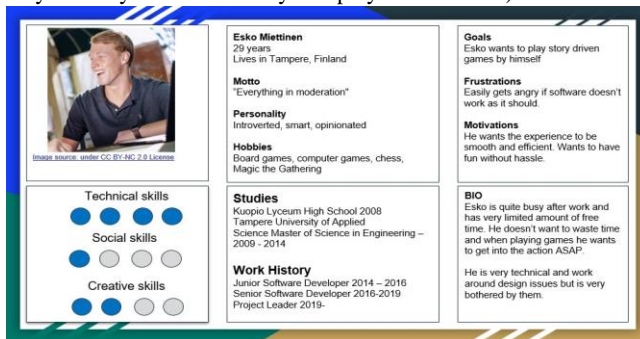 Image source: under CC BY-NC 2.0 License
Esko Miettinen
29 years
Lives in Tampere, Finland
Motto
"Everything in moderation"
Personality
Introverted, smart, opinionated
Hobbies
Board games, computer games, chess,
Magic the Gathering
Goals
Esko wants to play story driven
games by himself
Frustrations
Easily gets angry if software doesn't
work as it should.
Motivations
He wants the experience to be
smooth and efficient. Wants to have
fun without hassle.
Technical skills
Social skills
Creative skills
Studies
Kuopio Lyceum High School 2008
Tampere University of Applied
Science Master of Science in Engineering –
2009 - 2014
Work History
Junior Software Developer 2014 – 2016
Senior Software Developer 2016-2019
Project Leader 2019-
BIO
Esko is quite busy after work and
has very limited amount of free
time. He doesn't want to waste time
and when playing games he wants
to get into the action ASAP.
He is very technical and work
around design issues but is very
bothered by them.